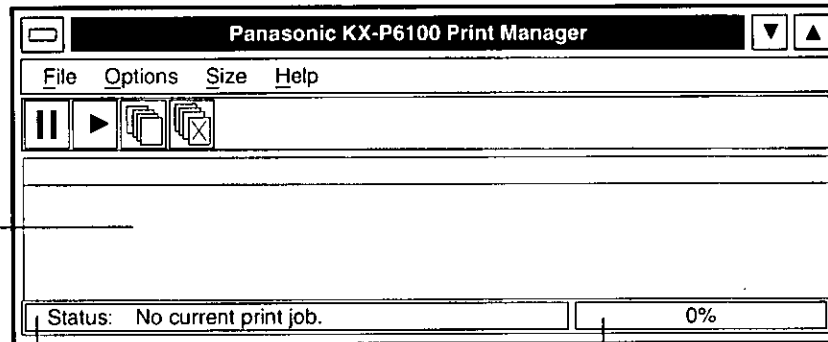 Panasonic KX-P6100 Print Manager
File Options Size Help
Status: No current print job. 0%